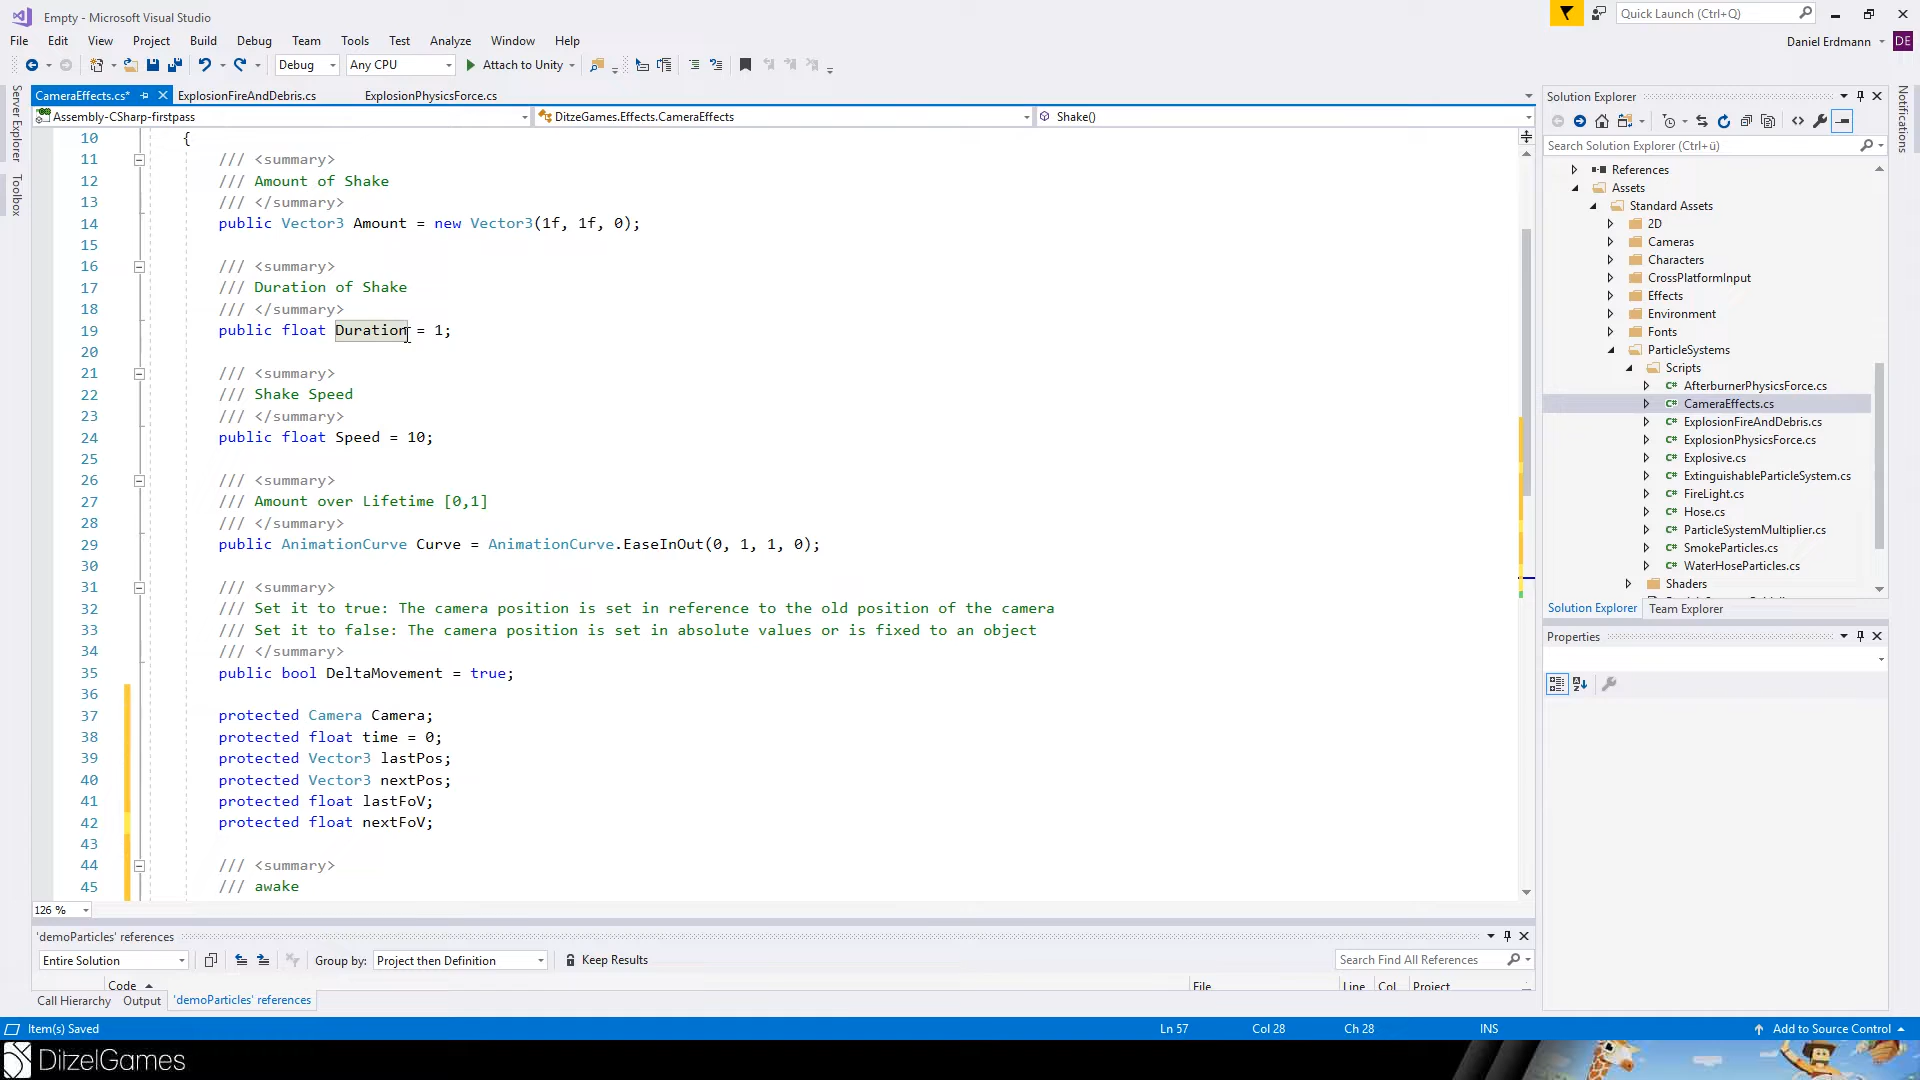 Empty - Microsoft Visual Studio
Quick Launch (Ctrl+Q)
File Edit View Project Build Debug Team Tools Test Analyze Window Help
Daniel Erdmann DE
Debug Any CPU Attach to Unity
Server Explorer
Toolbox
Notifications
CameraEffects.cs* ExplosionFireAndDebris.cs ExplosionPhysicsForce.cs
Assembly-CSharp-firstpass DitzeGames.Effects.CameraEffects Shake()
10 {
11 /// <summary>
12 /// Amount of Shake
13 /// </summary>
14 public Vector3 Amount = new Vector3(1f, 1f, 0);
15
16 /// <summary>
17 /// Duration of Shake
18 /// </summary>
19 public float Duration = 1;
20
21 /// <summary>
22 /// Shake Speed
23 /// </summary>
24 public float Speed = 10;
25
26 /// <summary>
27 /// Amount over Lifetime [0,1]
28 /// </summary>
29 public AnimationCurve Curve = AnimationCurve.EaseInOut(0, 1, 1, 0);
30
31 /// <summary>
32 /// Set it to true: The camera position is set in reference to the old position of the camera
33 /// Set it to false: The camera position is set in absolute values or is fixed to an object
34 /// </summary>
35 public bool DeltaMovement = true;
36
37 protected Camera Camera;
38 protected float time = 0;
39 protected Vector3 lastPos;
40 protected Vector3 nextPos;
41 protected float lastFoV;
42 protected float nextFoV;
43
44 /// <summary>
45 /// awake
126 %
Solution Explorer
Search Solution Explorer (Ctrl+ü)
References
Assets
Standard Assets
2D
Cameras
Characters
CrossPlatformInput
Effects
Environment
Fonts
ParticleSystems
Scripts
C# AfterburnerPhysicsForce.cs
C# CameraEffects.cs
C# ExplosionFireAndDebris.cs
C# ExplosionPhysicsForce.cs
C# Explosive.cs
C# ExtinguishableParticleSystem.cs
C# FireLight.cs
C# Hose.cs
C# ParticleSystemMultiplier.cs
C# SmokeParticles.cs
C# WaterHoseParticles.cs
Shaders
Solution Explorer Team Explorer
Properties
'demoParticles' references
Entire Solution Group by: Project then Definition Keep Results Search Find All References
Code File Line Col Project
Call Hierarchy Output 'demoParticles' references
Item(s) Saved Ln 57 Col 28 Ch 28 INS Add to Source Control
DitzelGames